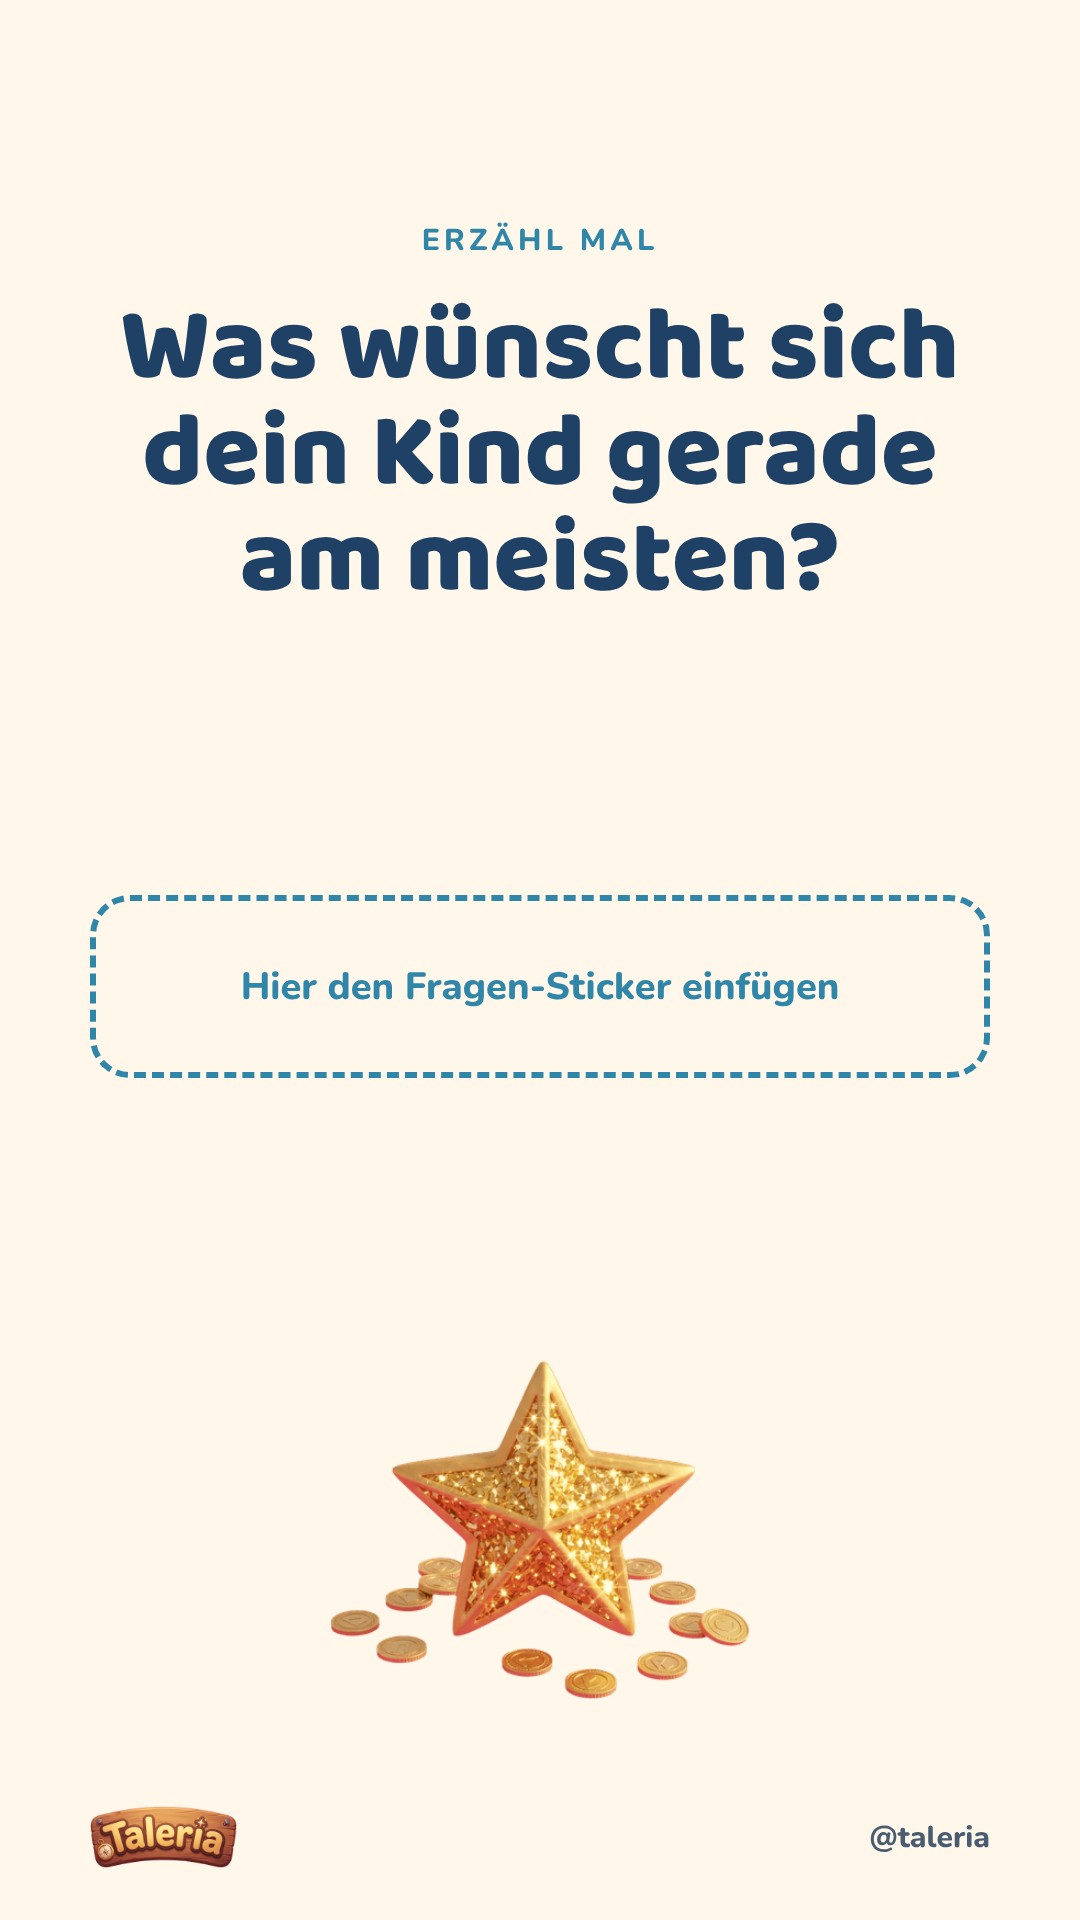 ERZÄHL MAL
Was wünscht sich
dein Kind gerade
am meisten?
Hier den Fragen-Sticker einfügen
Taleria
@taleria